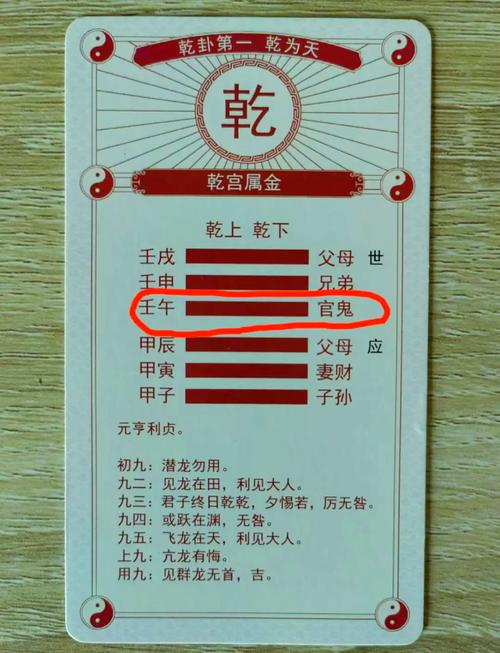 乾卦第一 乾为天
乾
乾宫属金
乾上 乾下
壬戌 父母 世
壬申 兄弟
壬午 官鬼
甲辰 父母 应
甲寅 妻财
甲子 子孙
元亨利贞。
初九：潜龙勿用。
九二：见龙在田，利见大人。
九三：君子终日乾乾，夕惕若，厉无咎。
九四：或跃在渊，无咎。
九五：飞龙在天，利见大人。
上九：亢龙有悔。
用九：见群龙无首，吉。